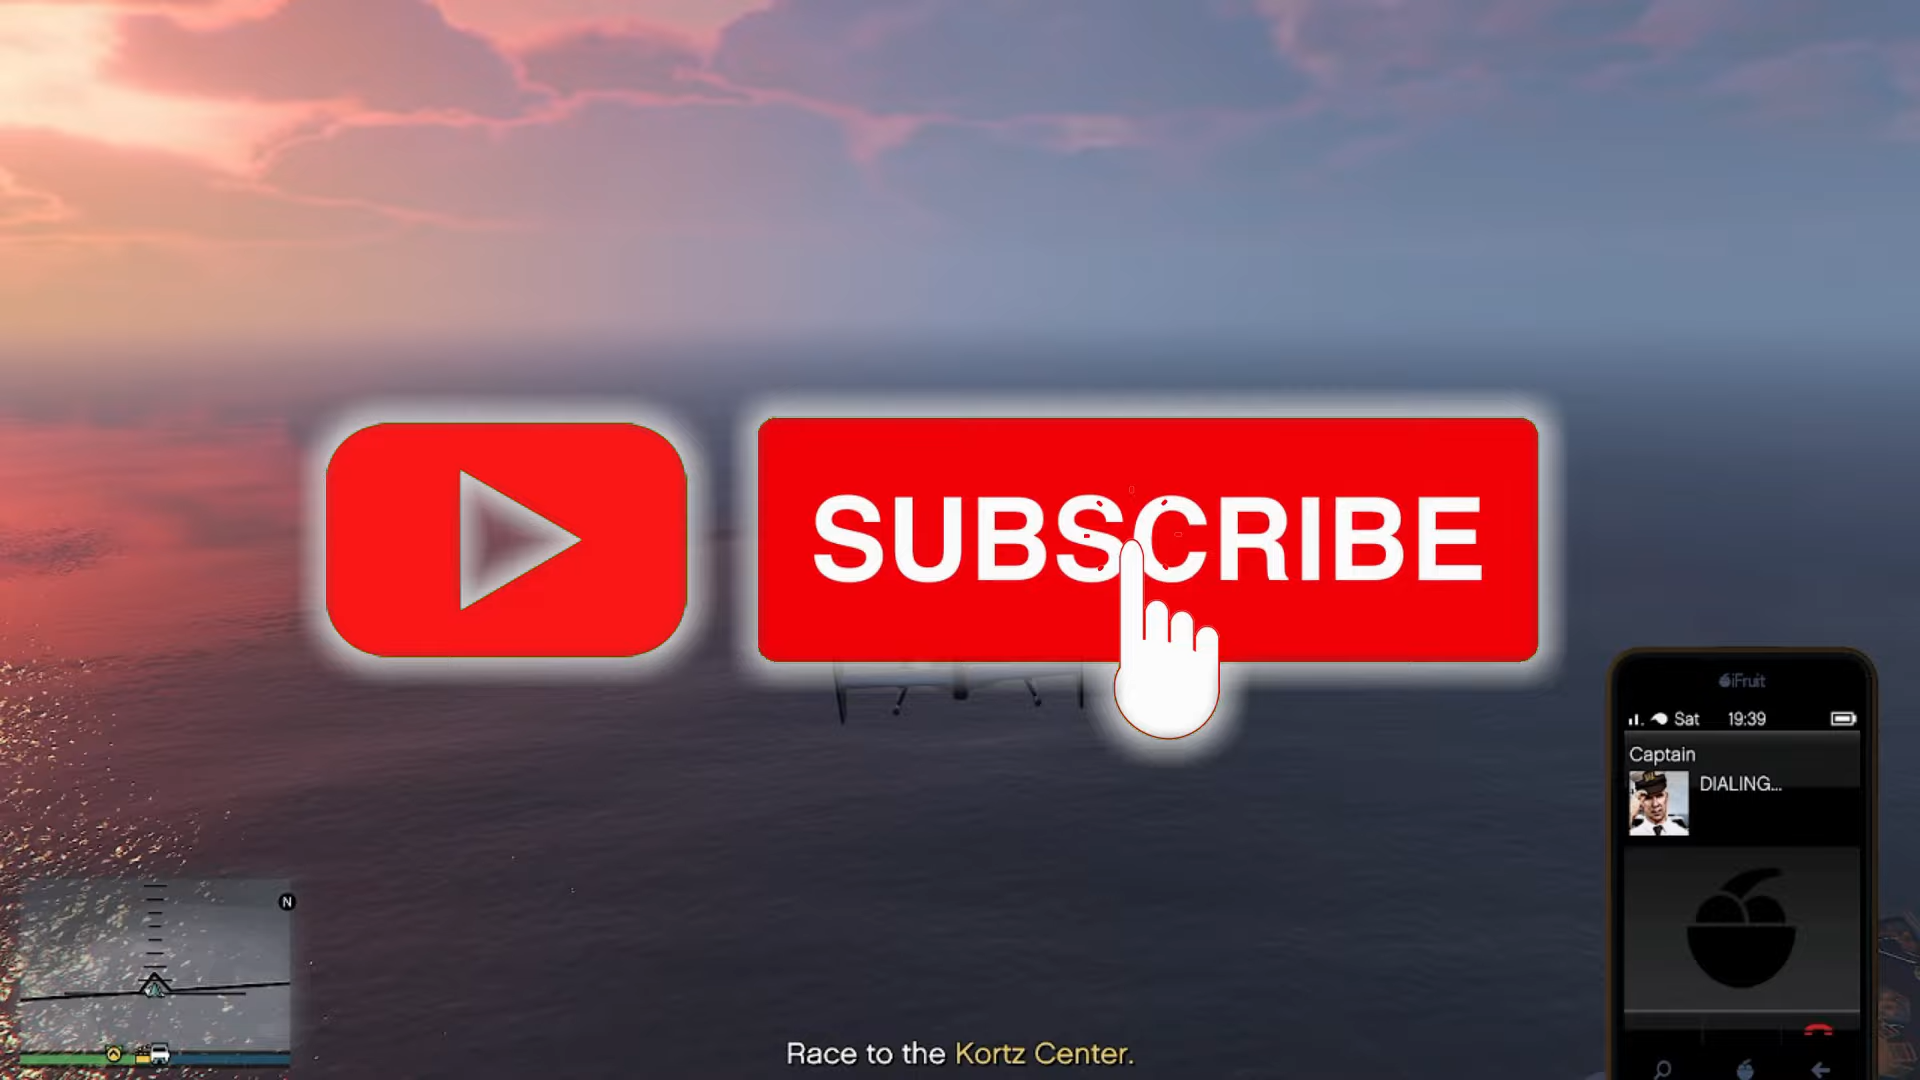 SUBSCRIBE
iFruit
Sat 19:39
Captain
DIALING...
N
Race to the Kortz Center.